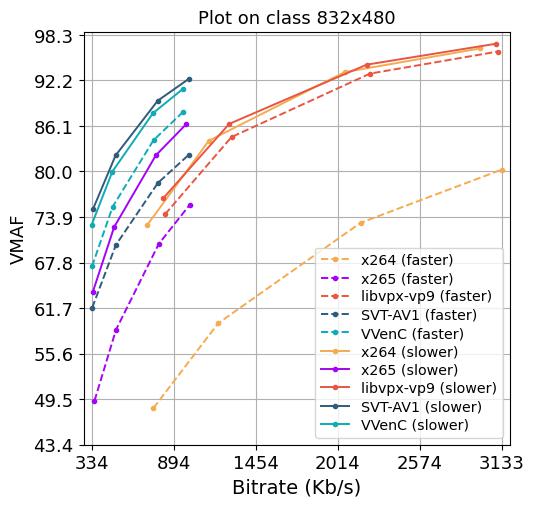 Plot on class 832x480
98.3
92.2
86.1
80.0
73.9
67.8
61.7
55.6
49.5
43.4
VMAF
x264 (faster)
x265 (faster)
libvpx-vp9 (faster)
SVT-AV1 (faster)
VVenC (faster)
x264 (slower)
x265 (slower)
libvpx-vp9 (slower)
SVT-AV1 (slower)
VVenC (slower)
334 894 1454 2014 2574 3133
Bitrate (Kb/s)